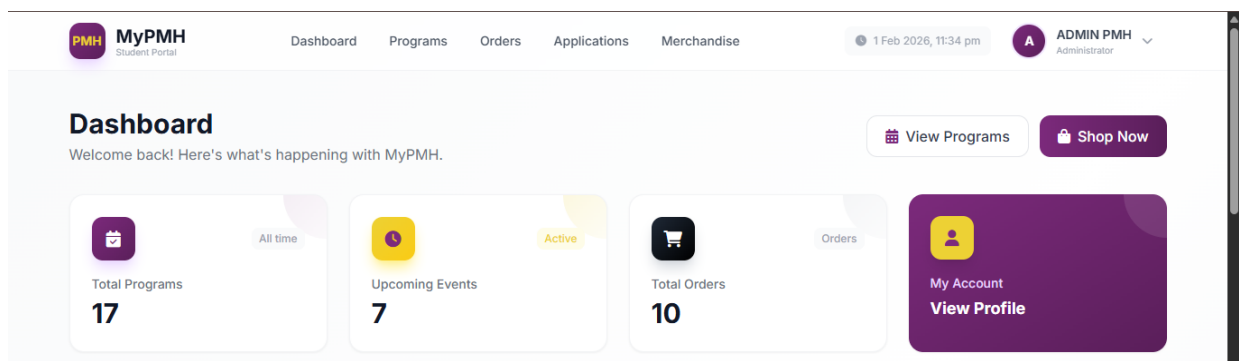 PMH
MyPMH
Student Portal
Dashboard Programs Orders Applications Merchandise
1 Feb 2026, 11:34 pm
A
ADMIN PMH
Administrator
Dashboard
Welcome back! Here's what's happening with MyPMH.
View Programs
Shop Now
All time
Total Programs
17
Active
Upcoming Events
7
Orders
Total Orders
10
My Account
View Profile